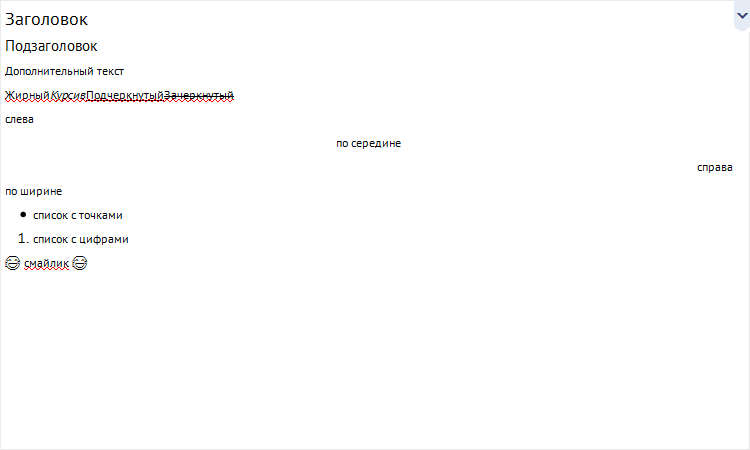 Заголовок
Подзаголовок
Дополнительный текст
ЖирныйКурсивПодчеркнутыйЗачеркнутый
слева
по середине
справа
по ширине
• список с точками
1. список с цифрами
😂 смайлик 😂